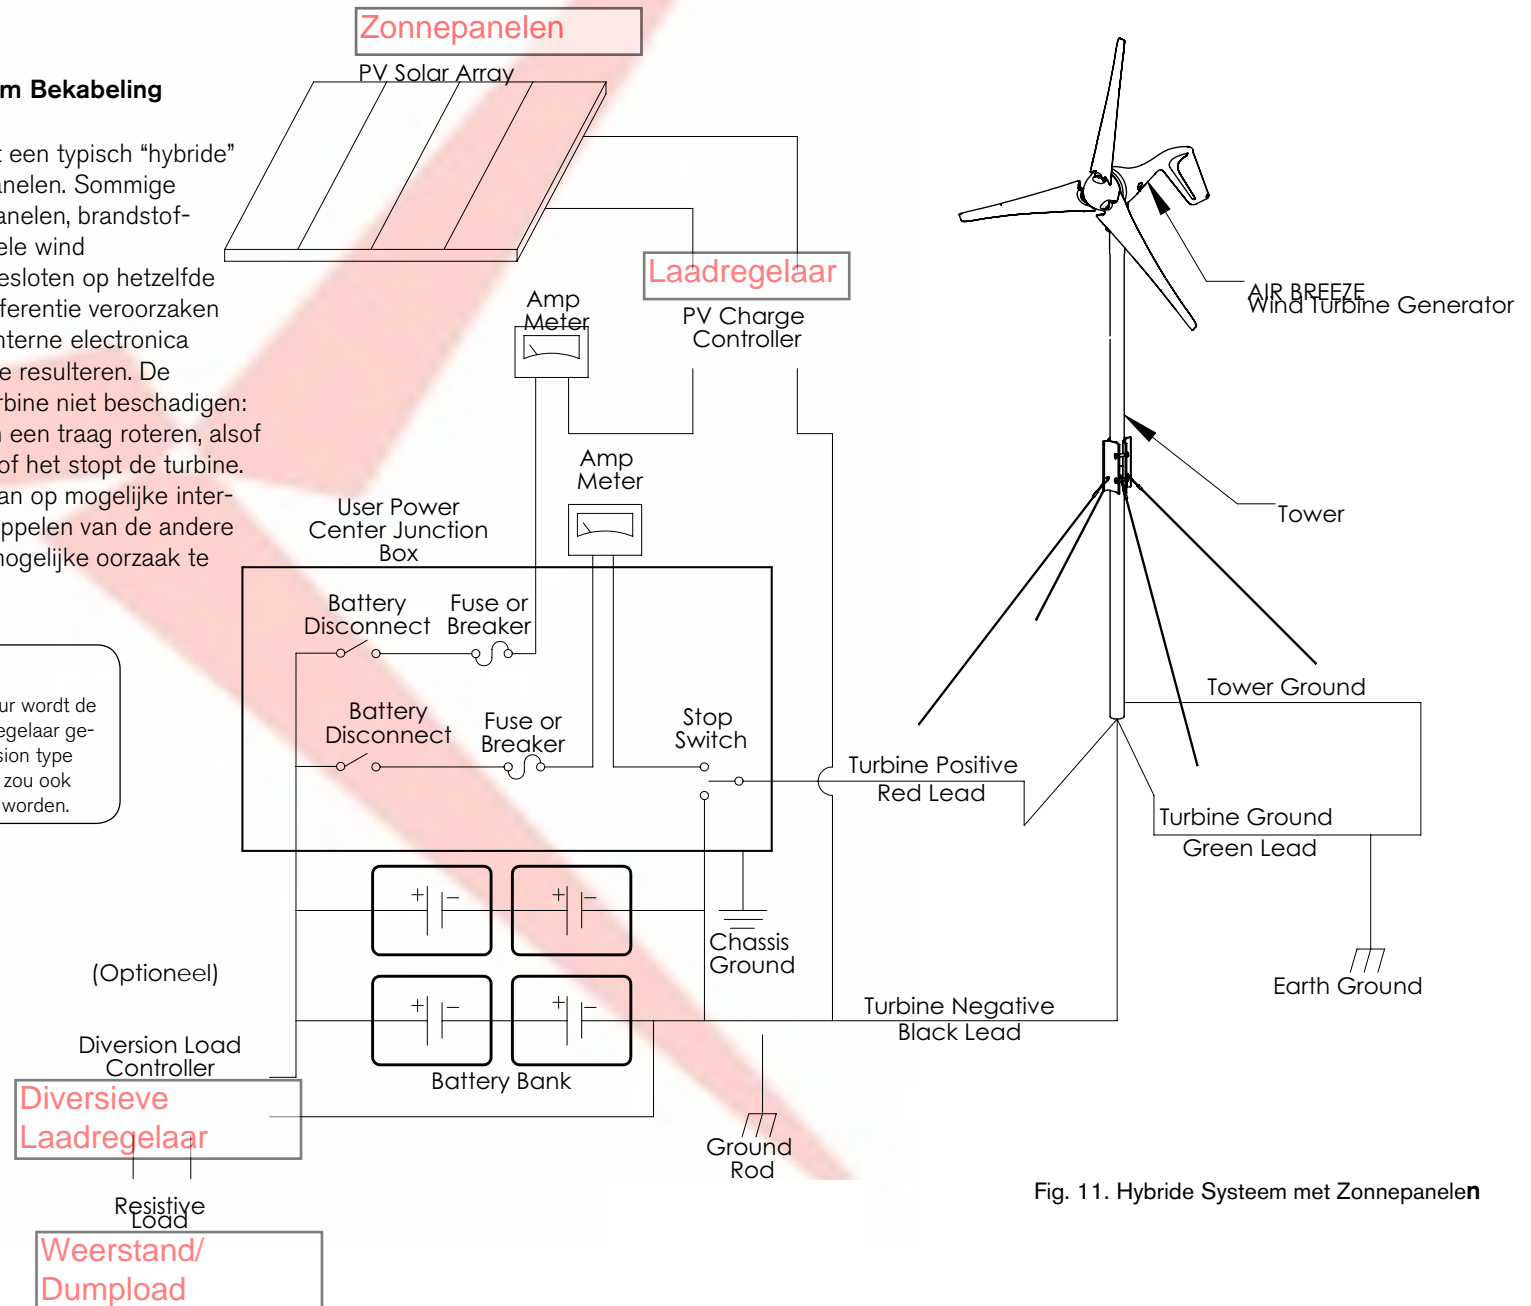 Zonnepanelen
PV Solar Array
m Bekabeling
t een typisch “hybride”
anelen. Sommige
anelen, brandstof-
ele wind
esloten op hetzelfde
ferentie veroorzaken
nterne electronica
e resulteren. De
rbine niet beschadigen:
n een traag roteren, alsof
of het stopt de turbine.
an op mogelijke inter-
ppelen van de andere
mogelijke oorzaak te
ur wordt de
egelaar ge-
sion type
zou ook
worden.
Laadregelaar
PV Charge
Controller
Amp
Meter
Amp
Meter
AIR BREEZE
Wind Turbine Generator
Tower
User Power
Center Junction
Box
Battery
Disconnect
Fuse or
Breaker
Battery
Disconnect
Fuse or
Breaker
Stop
Switch
Tower Ground
Turbine Positive
Red Lead
Turbine Ground
Green Lead
+ –
+ –
Chassis
Ground
Earth Ground
(Optioneel)
+ –
+ –
Turbine Negative
Black Lead
Diversion Load
Controller
Battery Bank
Diversieve
Laadregelaar
Ground
Rod
Resistive
Load
Weerstand/
Dumpload
Fig. 11. Hybride Systeem met Zonnepanelen